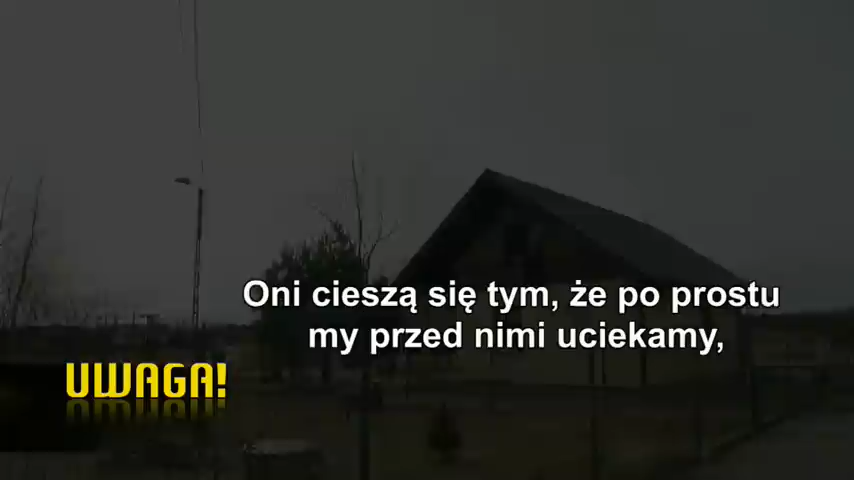 Oni cieszą się tym, że po prostu
my przed nimi uciekamy,
UWAGA!